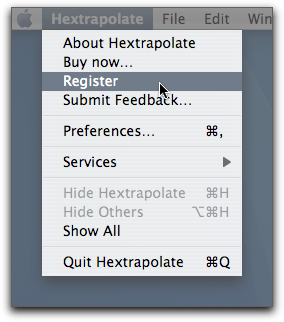 Hextrapolate File Edit
About Hextrapolate
Buy now…
Register
Submit Feedback…
Preferences… ⌘,
Services
Hide Hextrapolate ⌘H
Hide Others ⌥⌘H
Show All
Quit Hextrapolate ⌘Q